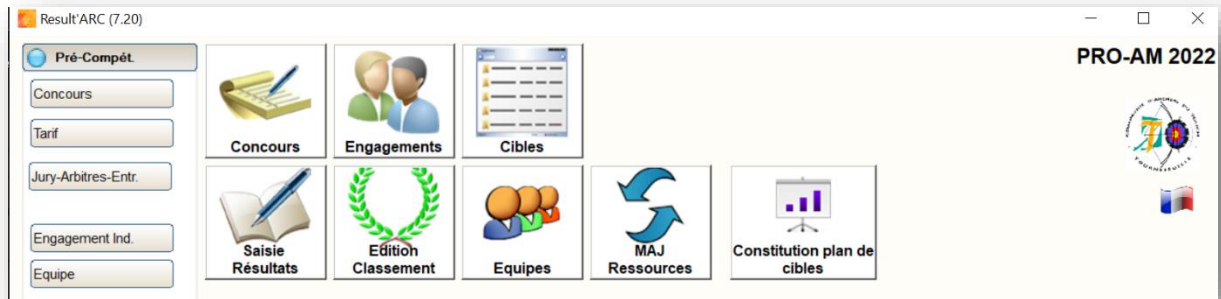 Result'ARC (7.20)
Pré-Compét.
Concours
Tarif
Jury-Arbitres-Entr.
Engagement Ind.
Equipe
Concours
Engagements
Cibles
Saisie
Résultats
Edition
Classement
Equipes
MAJ
Ressources
Constitution plan de
cibles
PRO-AM 2022